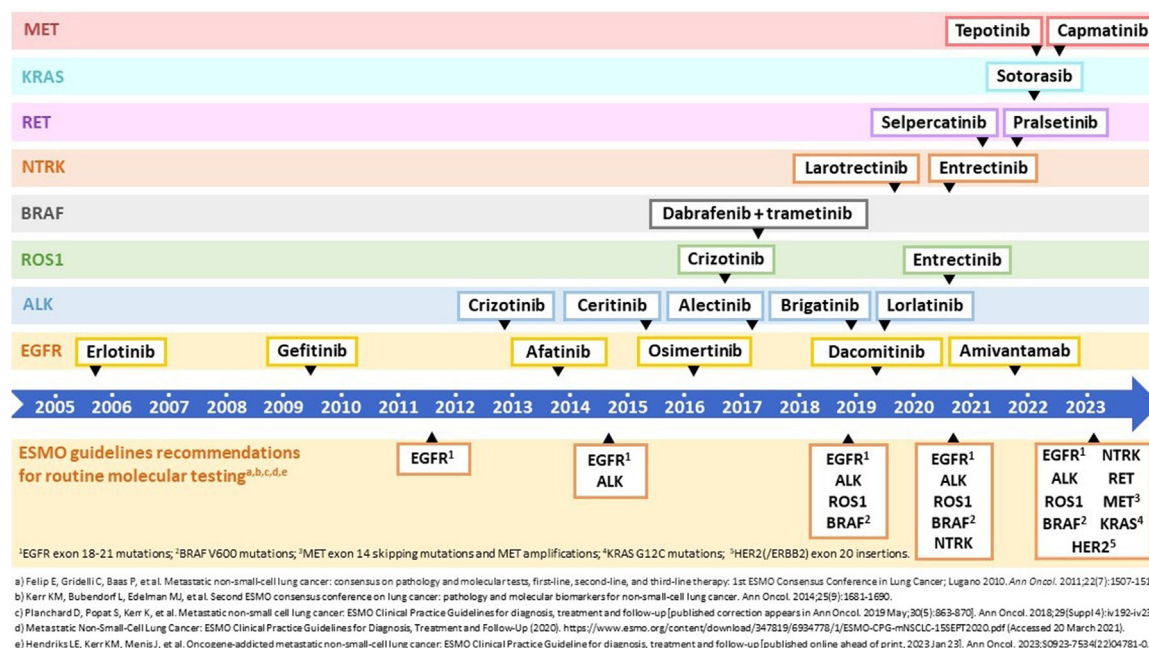 MET Tepotinib Capmatinib
KRAS Sotorasib
RET Selpercatinib Pralsetinib
NTRK Larotrectinib Entrectinib
BRAF Dabrafenib + trametinib
ROS1 Crizotinib Entrectinib
ALK Crizotinib Ceritinib Alectinib Brigatinib Lorlatinib
EGFR Erlotinib Gefitinib Afatinib Osimertinib Dacomitinib Amivantamab
2005 2006 2007 2008 2009 2010 2011 2012 2013 2014 2015 2016 2017 2018 2019 2020 2021 2022 2023
ESMO guidelines recommendations
for routine molecular testing^a,b,c,d,e
EGFR¹
EGFR¹
ALK
EGFR¹
ALK
ROS1
BRAF²
EGFR¹
ALK
ROS1
BRAF²
NTRK
EGFR¹ NTRK
ALK RET
ROS1 MET³
BRAF² KRAS⁴
HER2⁵
¹EGFR exon 18-21 mutations; ²BRAF V600 mutations; ³MET exon 14 skipping mutations and MET amplifications; ⁴KRAS G12C mutations; ⁵HER2(/ERBB2) exon 20 insertions.
a) Felip E, Gridelli C, Baas P, et al. Metastatic non-small-cell lung cancer: consensus on pathology and molecular tests, first-line, second-line, and third-line therapy: 1st ESMO Consensus Conference in Lung Cancer; Lugano 2010. Ann Oncol. 2011;22(7):1507-151
b) Kerr KM, Bubendorf L, Edelman MJ, et al. Second ESMO consensus conference on lung cancer: pathology and molecular biomarkers for non-small-cell lung cancer. Ann Oncol. 2014;25(9):1681-1690.
c) Planchard D, Popat S, Kerr K, et al. Metastatic non-small cell lung cancer: ESMO Clinical Practice Guidelines for diagnosis, treatment and follow-up [published correction appears in Ann Oncol. 2019 May;30(5):863-870]. Ann Oncol. 2018;29(Suppl 4):iv192-iv23
d) Metastatic Non-Small-Cell Lung Cancer: ESMO Clinical Practice Guidelines for Diagnosis, Treatment and Follow-Up (2020). https://www.esmo.org/content/download/347819/6934778/1/ESMO-CPG-mNSCLC-15SEPT2020.pdf (Accessed 20 March 2021).
e) Hendriks LE, Kerr KM, Menis J, et al. Oncogene-addicted metastatic non-small-cell lung cancer: ESMO Clinical Practice Guideline for diagnosis, treatment and follow-up [published online ahead of print, 2023 Jan 23]. Ann Oncol. 2023;S0923-7534(22)04781-0.